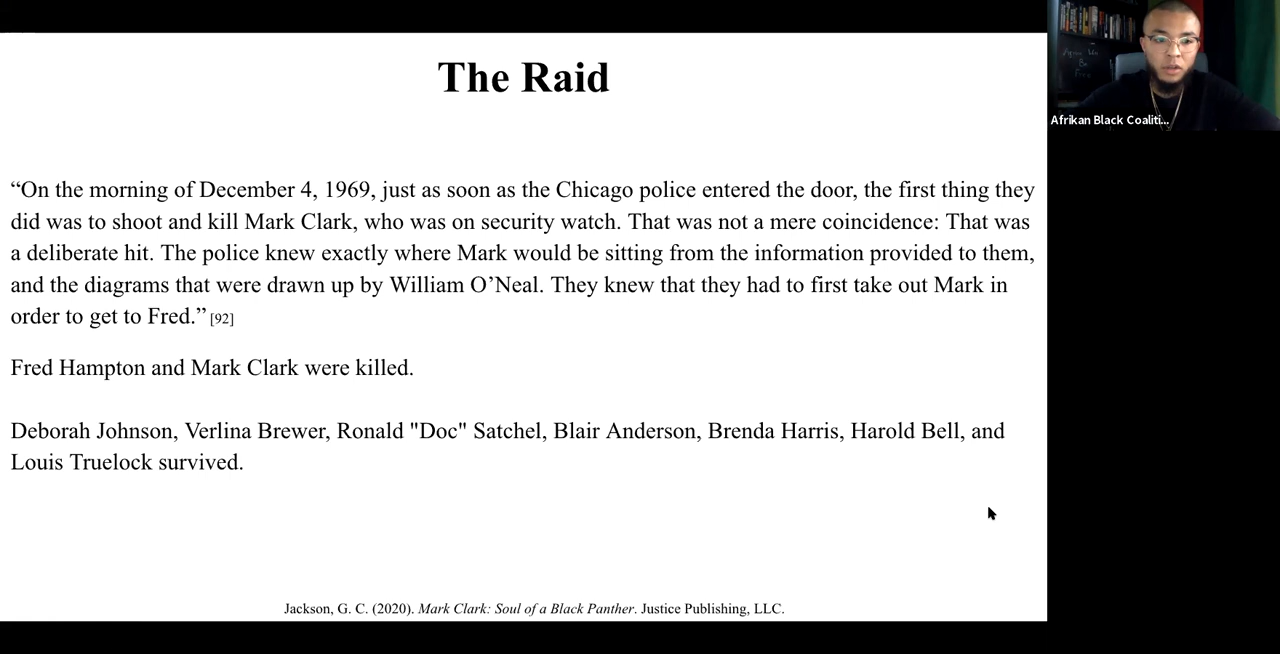 The Raid
“On the morning of December 4, 1969, just as soon as the Chicago police entered the door, the first thing they
did was to shoot and kill Mark Clark, who was on security watch. That was not a mere coincidence: That was
a deliberate hit. The police knew exactly where Mark would be sitting from the information provided to them,
and the diagrams that were drawn up by William O’Neal. They knew that they had to first take out Mark in
order to get to Fred.” [92]
Fred Hampton and Mark Clark were killed.
Deborah Johnson, Verlina Brewer, Ronald "Doc" Satchel, Blair Anderson, Brenda Harris, Harold Bell, and
Louis Truelock survived.
Jackson, G. C. (2020). Mark Clark: Soul of a Black Panther. Justice Publishing, LLC.
Afrikan Black Coaliti...